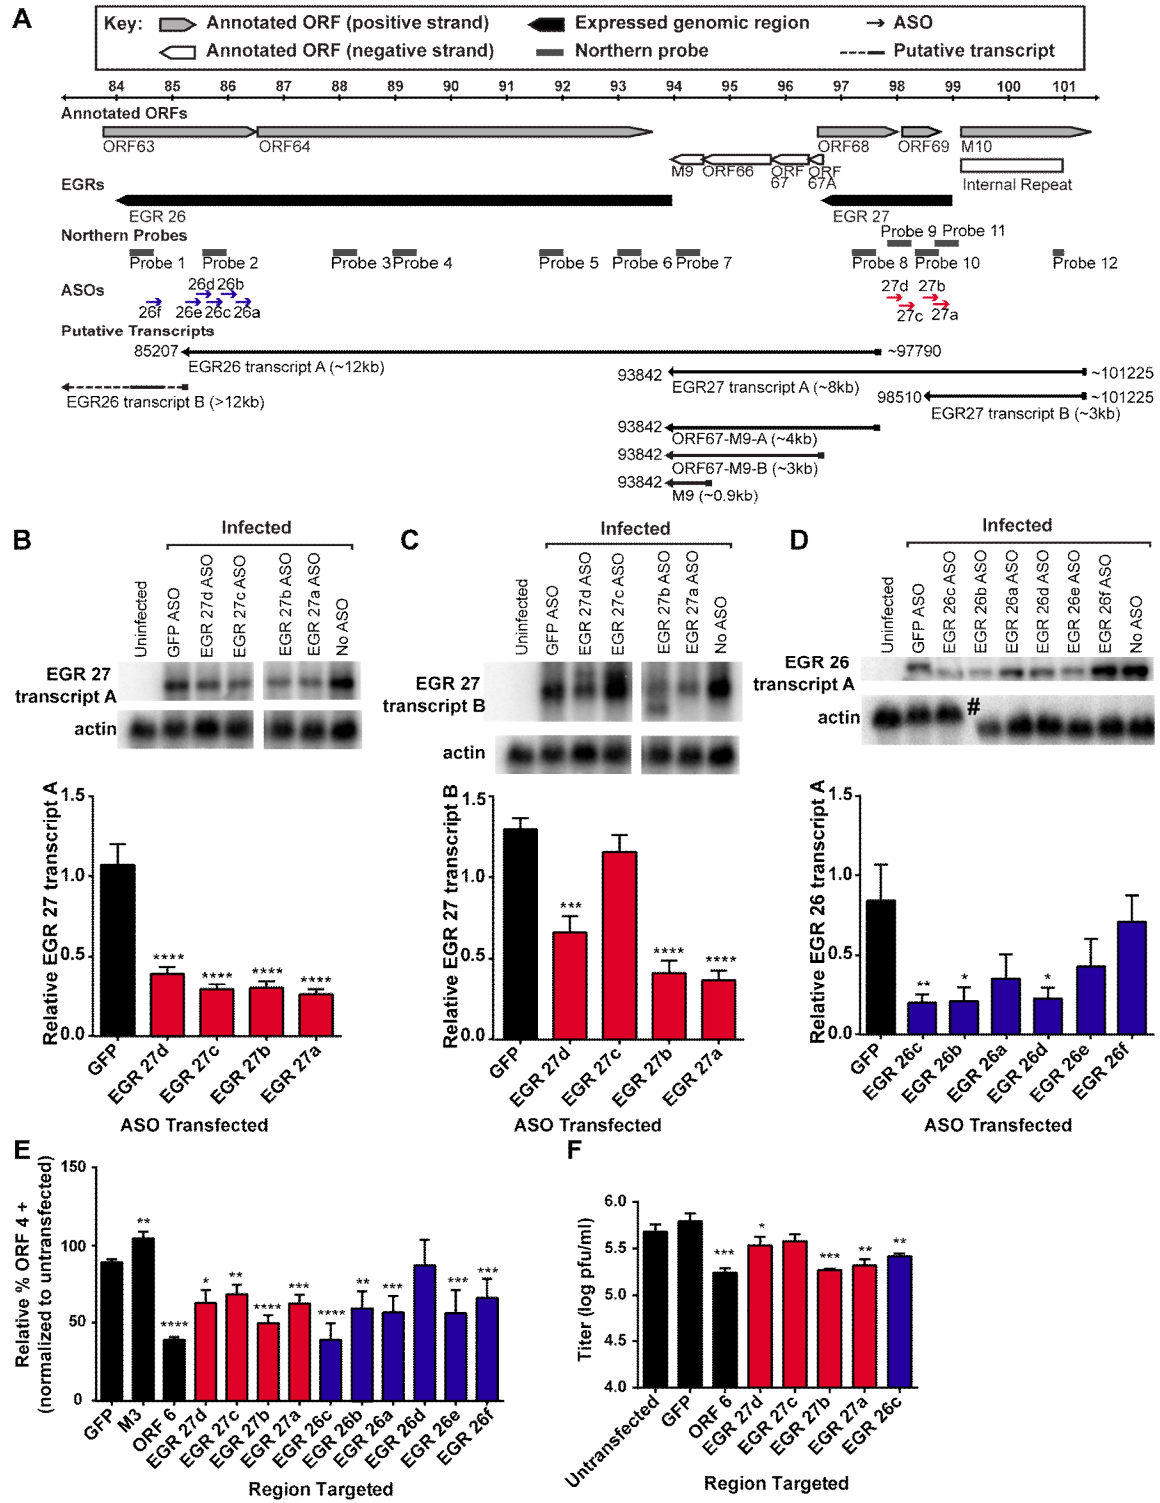 A
Key: Annotated ORF (positive strand) Expressed genomic region ASO
Annotated ORF (negative strand) Northern probe Putative transcript
84 85 86 87 88 89 90 91 92 93 94 95 96 97 98 99 100 101
Annotated ORFs
ORF63 ORF64 ORF68 ORF69 M10
M9 ORF66 ORF 67 ORF 67A
Internal Repeat
EGRs
EGR 26 EGR 27
Northern Probes
Probe 9 Probe 11
Probe 1 Probe 2 Probe 3 Probe 4 Probe 5 Probe 6 Probe 7 Probe 8 Probe 10 Probe 12
ASOs
26d 26b 27d 27b
26f 26e 26c 26a 27c 27a
Putative Transcripts
85207 ~97790
EGR26 transcript A (~12kb)
93842 ~101225
EGR27 transcript A (~8kb)
EGR26 transcript B (>12kb)
98510 ~101225
EGR27 transcript B (~3kb)
93842
ORF67-M9-A (~4kb)
93842
ORF67-M9-B (~3kb)
93842
M9 (~0.9kb)
B
Infected
Uninfected
GFP ASO
EGR 27d ASO
EGR 27c ASO
EGR 27b ASO
EGR 27a ASO
No ASO
EGR 27
transcript A
actin
Relative EGR 27 transcript A
1.5
1.0
0.5
0.0
**** **** **** ****
GFP
EGR 27d
EGR 27c
EGR 27b
EGR 27a
ASO Transfected
C
Infected
Uninfected
GFP ASO
EGR 27d ASO
EGR 27c ASO
EGR 27b ASO
EGR 27a ASO
No ASO
EGR 27
transcript B
actin
Relative EGR 27 transcript B
1.5
1.0
0.5
0.0
*** **** ****
GFP
EGR 27d
EGR 27c
EGR 27b
EGR 27a
ASO Transfected
D
Infected
Uninfected
GFP ASO
EGR 26c ASO
EGR 26b ASO
EGR 26a ASO
EGR 26d ASO
EGR 26e ASO
EGR 26f ASO
No ASO
EGR 26
transcript A
actin
#
Relative EGR 26 transcript A
1.5
1.0
0.5
0.0
** * *
GFP
EGR 26c
EGR 26b
EGR 26a
EGR 26d
EGR 26e
EGR 26f
ASO Transfected
E
Relative % ORF 4 +
(normalized to untransfected)
150
100
50
0
** **** * ** **** *** **** ** *** *** ***
GFP
M3
ORF 6
EGR 27d
EGR 27c
EGR 27b
EGR 27a
EGR 26c
EGR 26b
EGR 26a
EGR 26d
EGR 26e
EGR 26f
Region Targeted
F
Titer (log pfu/ml)
6.0
5.5
5.0
4.5
4.0
*** * *** ** **
Untransfected
GFP
ORF 6
EGR 27d
EGR 27c
EGR 27b
EGR 27a
EGR 26c
Region Targeted